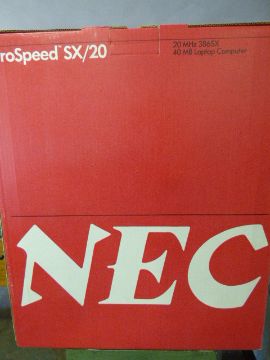 roSpeed™ SX/20
20 MHz 386SX
40 MB Laptop Computer
NEC